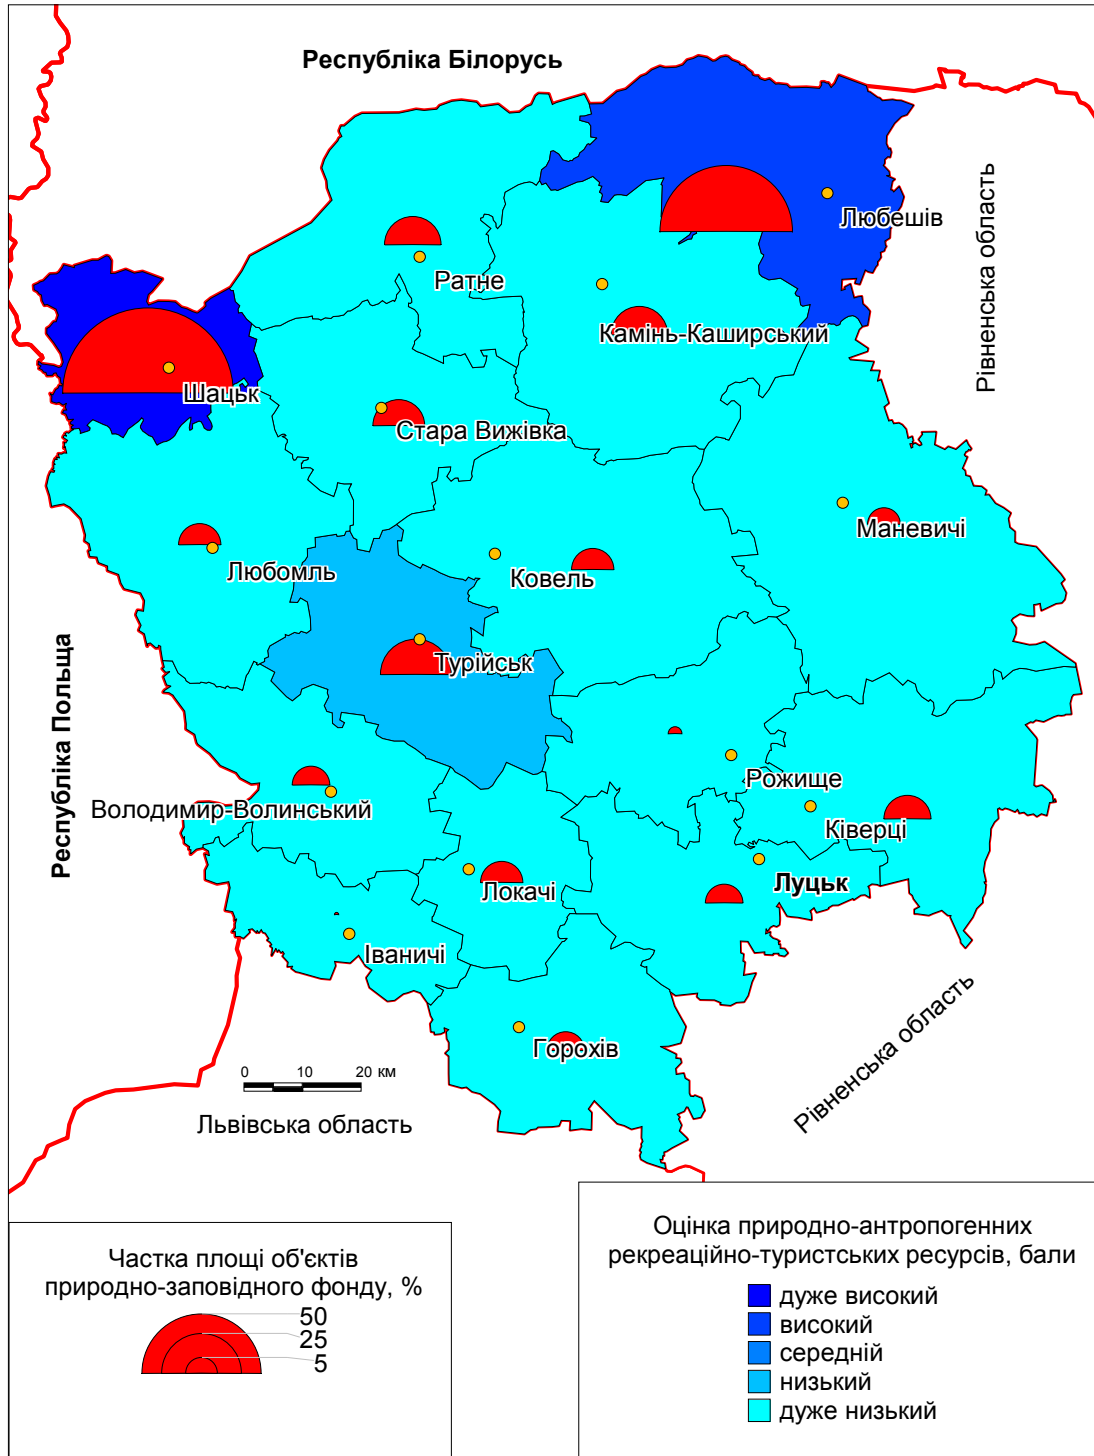 Республіка Білорусь
Рівненська область
Любешів
Ратне
Камінь-Каширський
Шацьк
Стара Вижівка
Маневичі
Любомль
Ковель
Турійськ
Республіка Польща
Рожище
Володимир-Волинський
Ківерці
Луцьк
Локачі
Іваничі
Горохів
Рівненська область
0 10 20 км
Львівська область
Частка площі об'єктів
природно-заповідного фонду, %
50
25
5
Оцінка природно-антропогенних
рекреаційно-туристських ресурсів, бали
дуже високий
високий
середній
низький
дуже низький